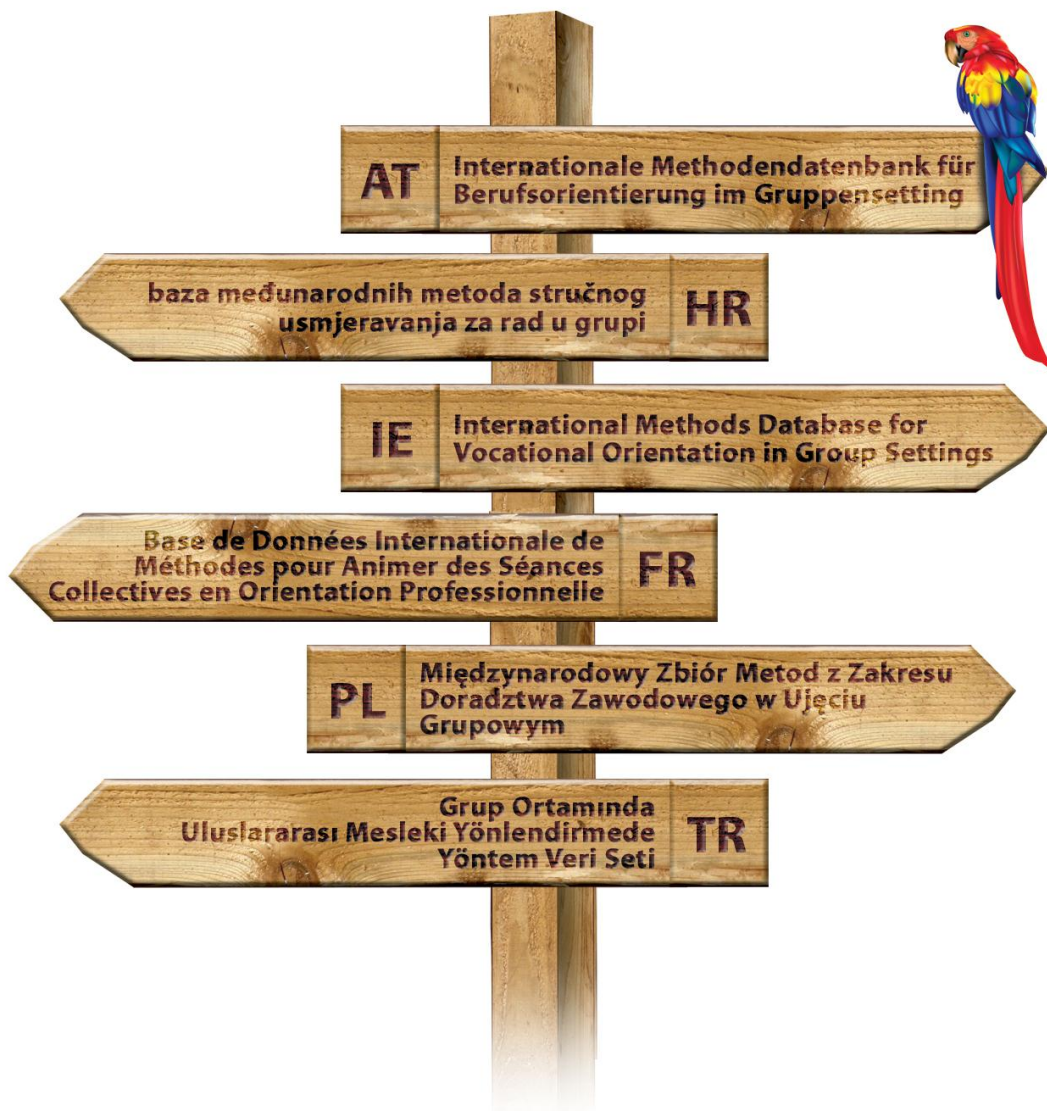 AT
Internationale Methodendatenbank für
Berufsorientierung im Gruppensetting
baza međunarodnih metoda stručnog
usmjeravanja za rad u grupi
HR
IE
International Methods Database for
Vocational Orientation in Group Settings
Base de Données Internationale de
Méthodes pour Animer des Séances
Collectives en Orientation Professionnelle
FR
PL
Międzynarodowy Zbiór Metod z Zakresu
Doradztwa Zawodowego w Ujęciu
Grupowym
Grup Ortamında
Uluslararası Mesleki Yönlendirmede
Yöntem Veri Seti
TR